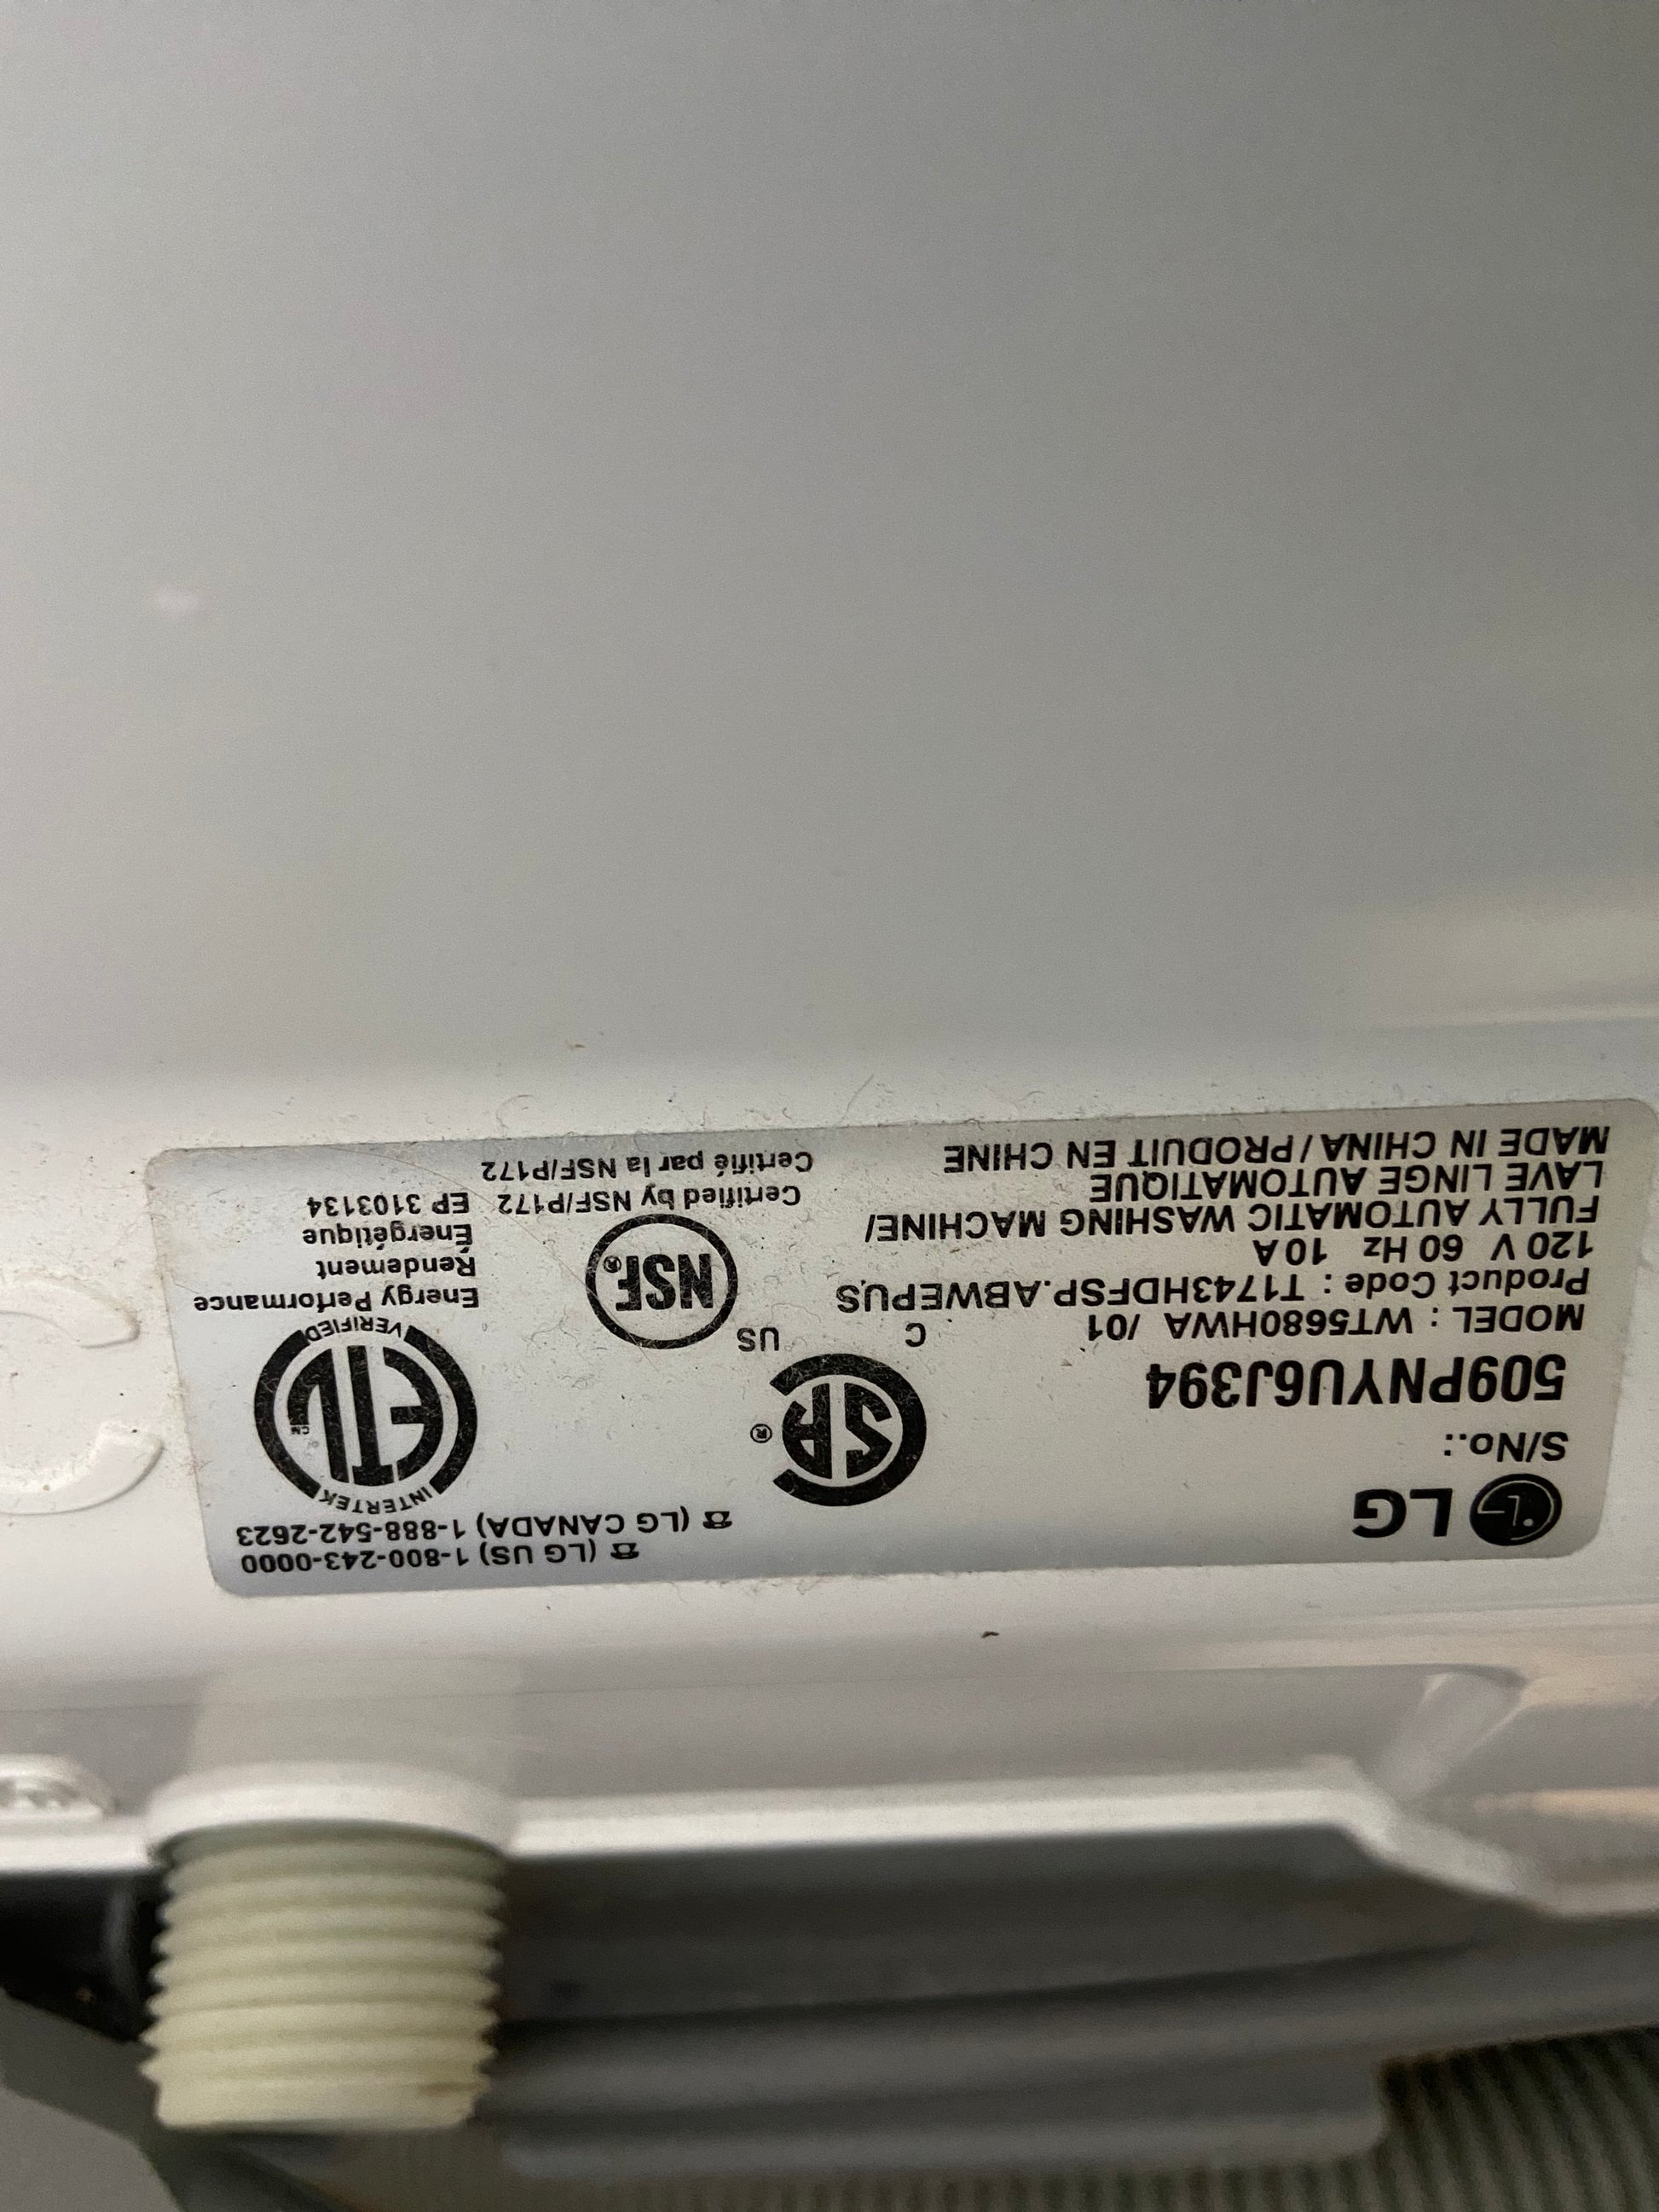 LG
S/No.:
509PNYU6J394
MODEL : WT5680HWA /01
Product Code : T1743HDFSP.ABWEPUS
120 V 60 Hz 10 A
FULLY AUTOMATIC WASHING MACHINE/
LAVE LINGE AUTOMATIQUE
MADE IN CHINA / PRODUIT EN CHINE
SA ®
C US
NSF®
Certified by NSF/P172
Certifié par la NSF/P172
☎ (LG US) 1-800-243-0000
☎ (LG CANADA) 1-888-542-2623
INTERTEK
ETL CM
VERIFIED
Energy Performance
Rendement
Énergétique
EP 3103134